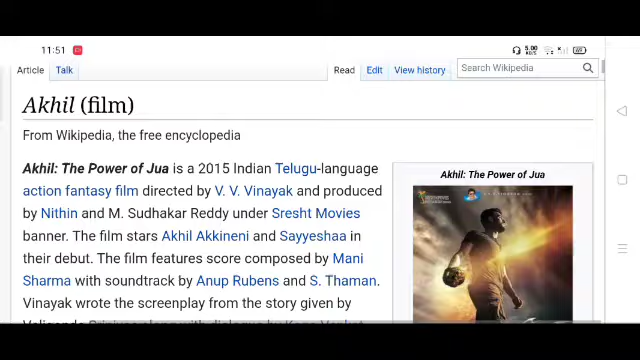 11:51
5.00
KB/S
Article Talk Read Edit View history Search Wikipedia
Akhil (film)
From Wikipedia, the free encyclopedia
Akhil: The Power of Jua is a 2015 Indian Telugu-language
action fantasy film directed by V. V. Vinayak and produced
by Nithin and M. Sudhakar Reddy under Sresht Movies
banner. The film stars Akhil Akkineni and Sayyeshaa in
their debut. The film features score composed by Mani
Sharma with soundtrack by Anup Rubens and S. Thaman.
Vinayak wrote the screenplay from the story given by
Akhil: The Power of Jua